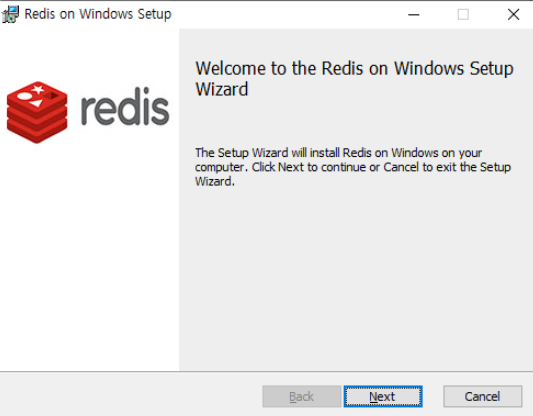 Redis on Windows Setup
redis
Welcome to the Redis on Windows Setup
Wizard
The Setup Wizard will install Redis on Windows on your
computer. Click Next to continue or Cancel to exit the Setup
Wizard.
Back Next Cancel